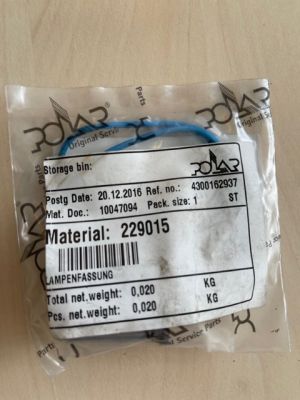 POLAR
Original Service Parts
Storage bin:
POLAR
Postg Date: 20.12.2016 Ref. no.: 4300162937
Mat. Doc.: 10047094 Pack. size: 1 ST
Material: 229015
LAMPENFASSUNG
Total net.weight: 0,020 KG
Pcs. net.weight: 0,020 KG